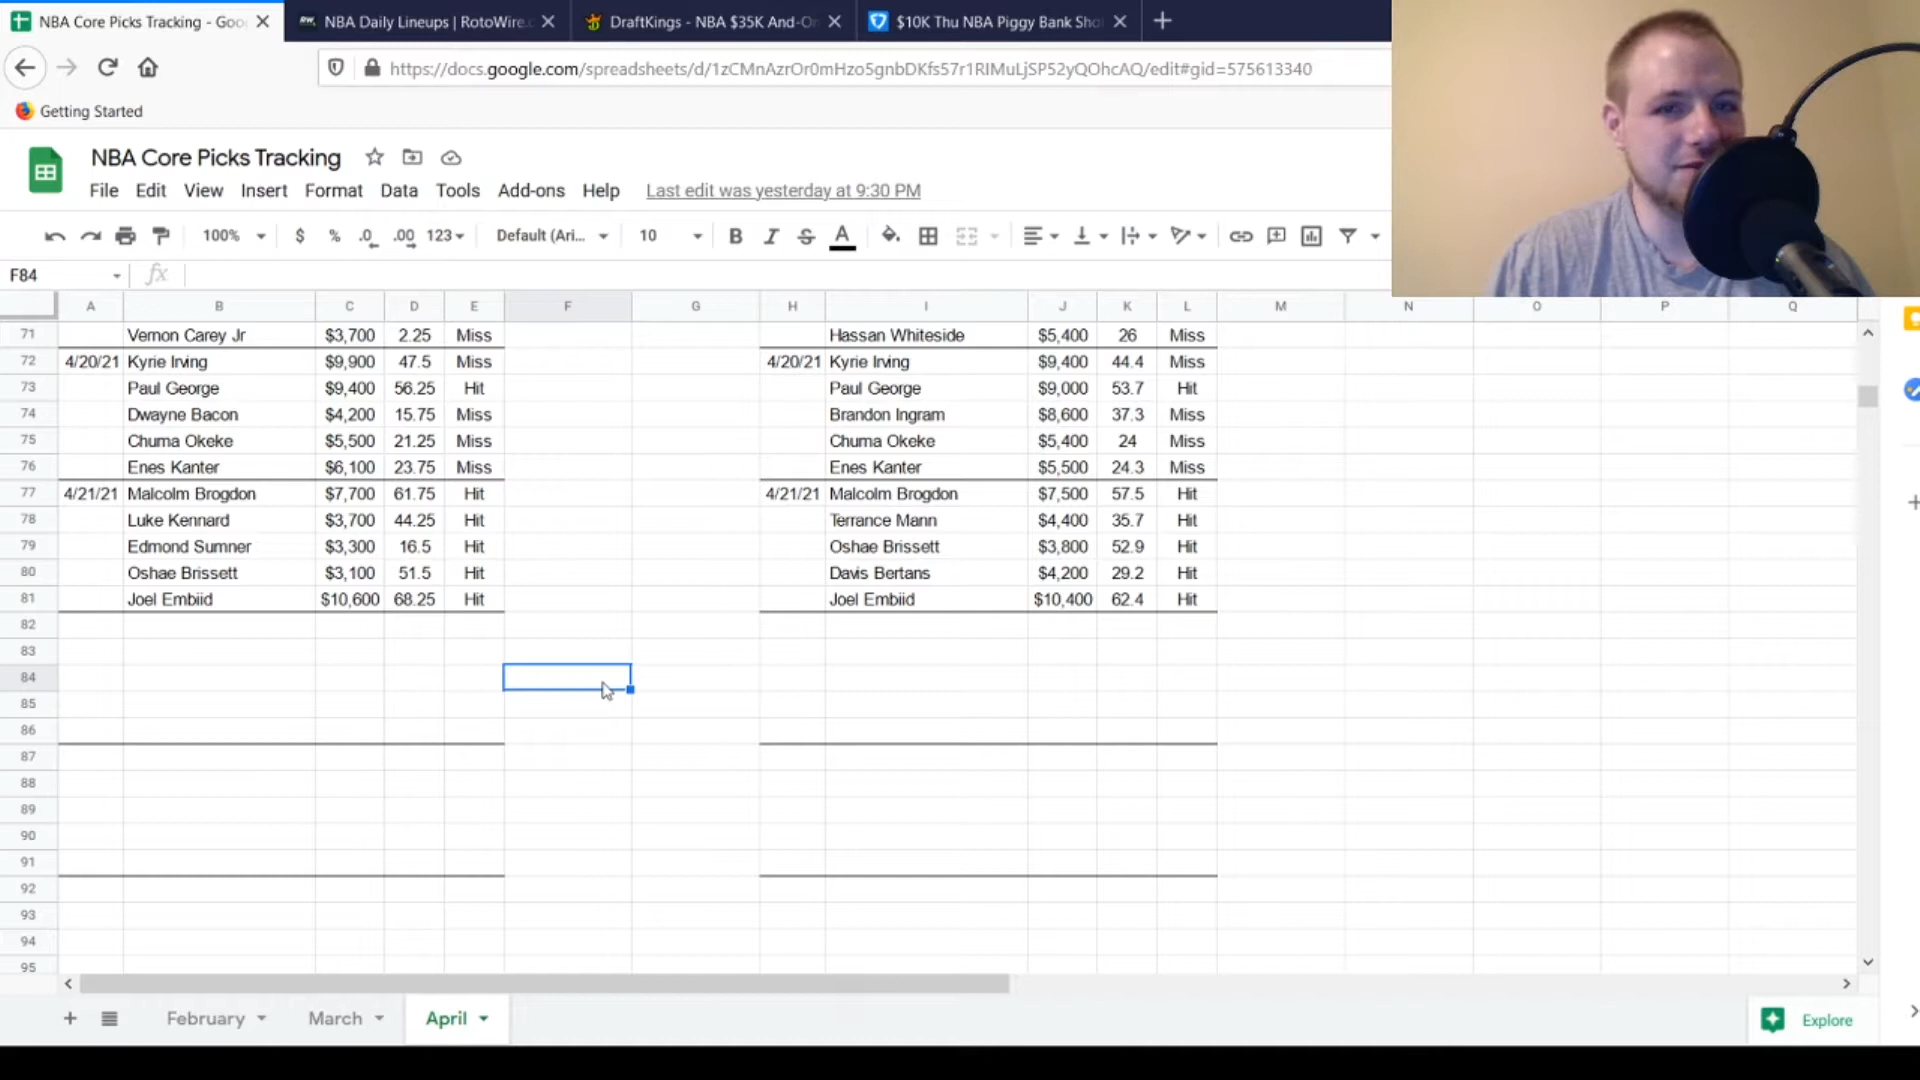 NBA Core Picks Tracking - Goo
NBA Daily Lineups | RotoWire.c
DraftKings - NBA $35K And-On
$10K Thu NBA Piggy Bank Sho
https://docs.google.com/spreadsheets/d/1zCMnAzrOr0mHzo5gnbDKfs57r1RIMuLjSP52yQOhcAQ/edit#gid=575613340
Getting Started
NBA Core Picks Tracking
File Edit View Insert Format Data Tools Add-ons Help Last edit was yesterday at 9:30 PM
100% $ % .0 .00 123 Default (Ari... 10 B I S A
F84 fx
A B C D E F G H I J K L M N O P Q
71 Vernon Carey Jr $3,700 2.25 Miss Hassan Whiteside $5,400 26 Miss
72 4/20/21 Kyrie Irving $9,900 47.5 Miss 4/20/21 Kyrie Irving $9,400 44.4 Miss
73 Paul George $9,400 56.25 Hit Paul George $9,000 53.7 Hit
74 Dwayne Bacon $4,200 15.75 Miss Brandon Ingram $8,600 37.3 Miss
75 Chuma Okeke $5,500 21.25 Miss Chuma Okeke $5,400 24 Miss
76 Enes Kanter $6,100 23.75 Miss Enes Kanter $5,500 24.3 Miss
77 4/21/21 Malcolm Brogdon $7,700 61.75 Hit 4/21/21 Malcolm Brogdon $7,500 57.5 Hit
78 Luke Kennard $3,700 44.25 Hit Terrance Mann $4,400 35.7 Hit
79 Edmond Sumner $3,300 16.5 Hit Oshae Brissett $3,800 52.9 Hit
80 Oshae Brissett $3,100 51.5 Hit Davis Bertans $4,200 29.2 Hit
81 Joel Embiid $10,600 68.25 Hit Joel Embiid $10,400 62.4 Hit
82
83
84
85
86
87
88
89
90
91
92
93
94
95
February March April Explore